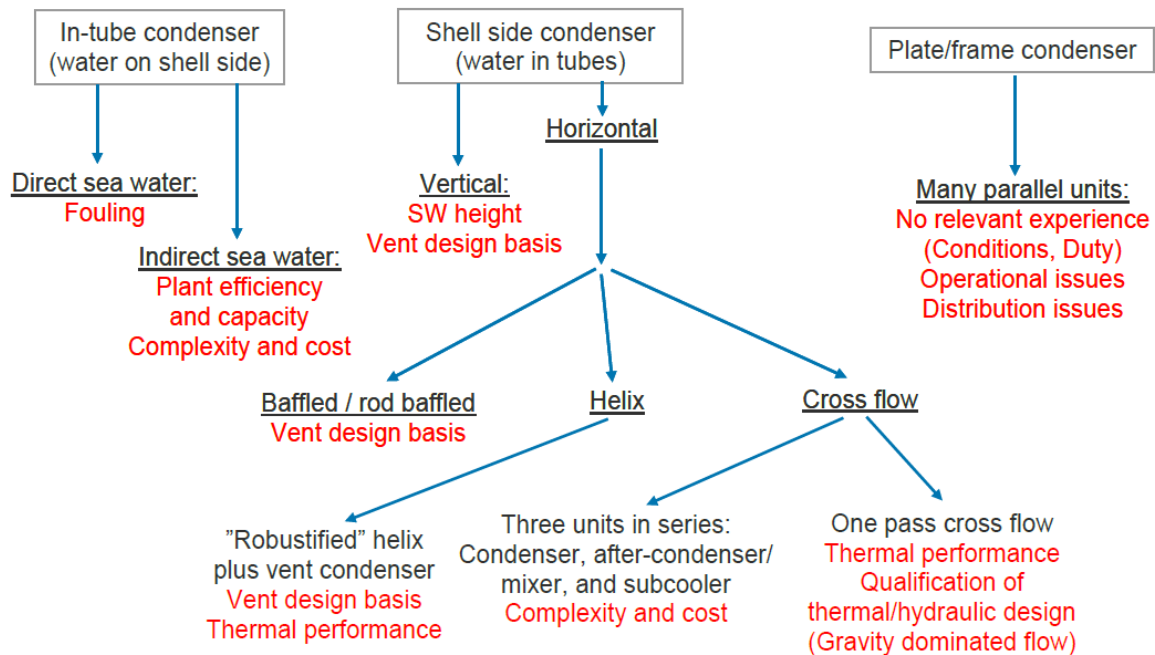 In-tube condenser
(water on shell side)
Shell side condenser
(water in tubes)
Plate/frame condenser
Horizontal
Direct sea water:
Fouling
Vertical:
SW height
Vent design basis
Many parallel units:
No relevant experience
(Conditions, Duty)
Operational issues
Distribution issues
Indirect sea water:
Plant efficiency
and capacity
Complexity and cost
Baffled / rod baffled
Vent design basis
Helix
Cross flow
”Robustified” helix
plus vent condenser
Vent design basis
Thermal performance
Three units in series:
Condenser, after-condenser/
mixer, and subcooler
Complexity and cost
One pass cross flow
Thermal performance
Qualification of
thermal/hydraulic design
(Gravity dominated flow)